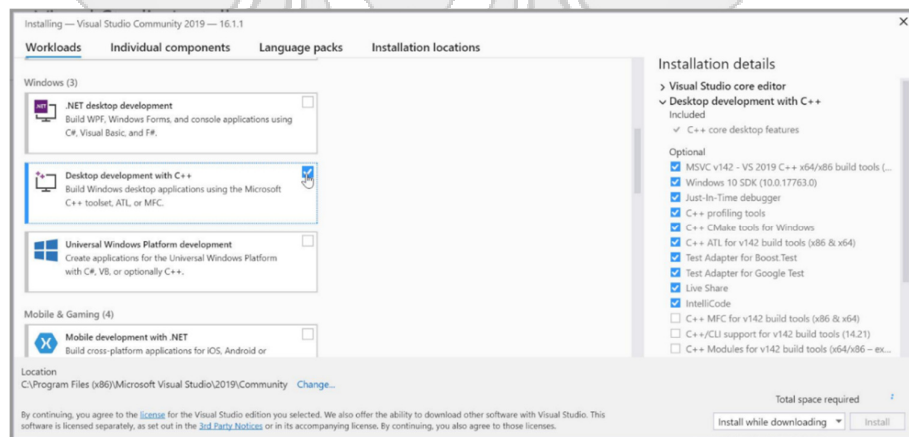 Installing — Visual Studio Community 2019 — 16.1.1
Workloads Individual components Language packs Installation locations
Windows (3)
.NET desktop development
Build WPF, Windows Forms, and console applications using
C#, Visual Basic, and F#.
Desktop development with C++
Build Windows desktop applications using the Microsoft
C++ toolset, ATL, or MFC.
Universal Windows Platform development
Create applications for the Universal Windows Platform
with C#, VB, or optionally C++.
Mobile & Gaming (4)
Mobile development with .NET
Build cross-platform applications for iOS, Android or
Installation details
Visual Studio core editor
Desktop development with C++
Included
C++ core desktop features
Optional
MSVC v142 - VS 2019 C++ x64/x86 build tools (...
Windows 10 SDK (10.0.17763.0)
Just-In-Time debugger
C++ profiling tools
C++ CMake tools for Windows
C++ ATL for v142 build tools (x86 & x64)
Test Adapter for Boost.Test
Test Adapter for Google Test
Live Share
IntelliCode
C++ MFC for v142 build tools (x86 & x64)
C++/CLI support for v142 build tools (14.21)
C++ Modules for v142 build tools (x64/x86 – ex...
Location
C:\Program Files (x86)\Microsoft Visual Studio\2019\Community Change...
By continuing, you agree to the license for the Visual Studio edition you selected. We also offer the ability to download other software with Visual Studio. This
software is licensed separately, as set out in the 3rd Party Notices or in its accompanying license. By continuing, you also agree to those licenses.
Total space required
Install while downloading Install